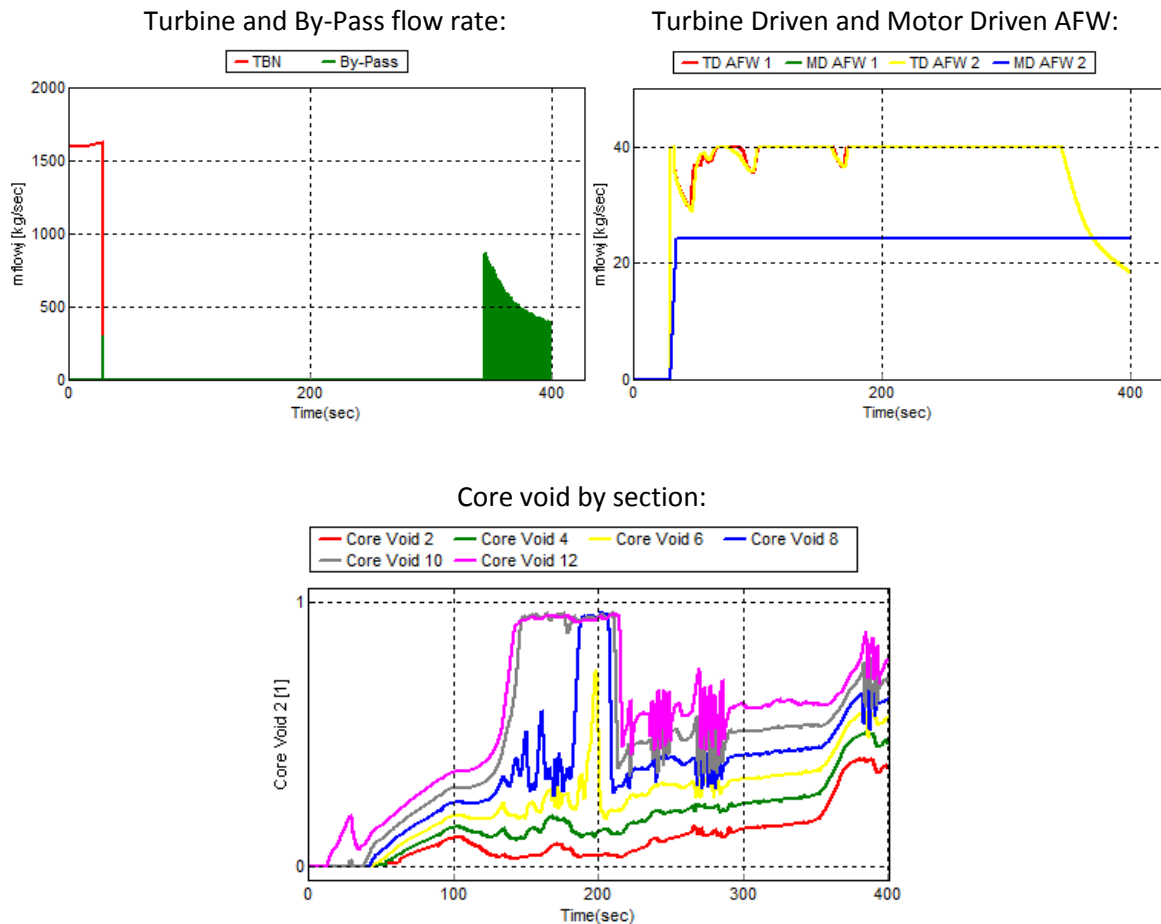 Turbine and By-Pass flow rate:
TBN By-Pass
2000
1500
1000
500
0
mflowj [kg/sec]
0 200 400
Time(sec)
Turbine Driven and Motor Driven AFW:
TD AFW 1 MD AFW 1 TD AFW 2 MD AFW 2
40
20
0
mflowj [kg/sec]
0 200 400
Time(sec)
Core void by section:
Core Void 2 Core Void 4 Core Void 6 Core Void 8
Core Void 10 Core Void 12
1
0
Core Void 2 [1]
0 100 200 300 400
Time(sec)